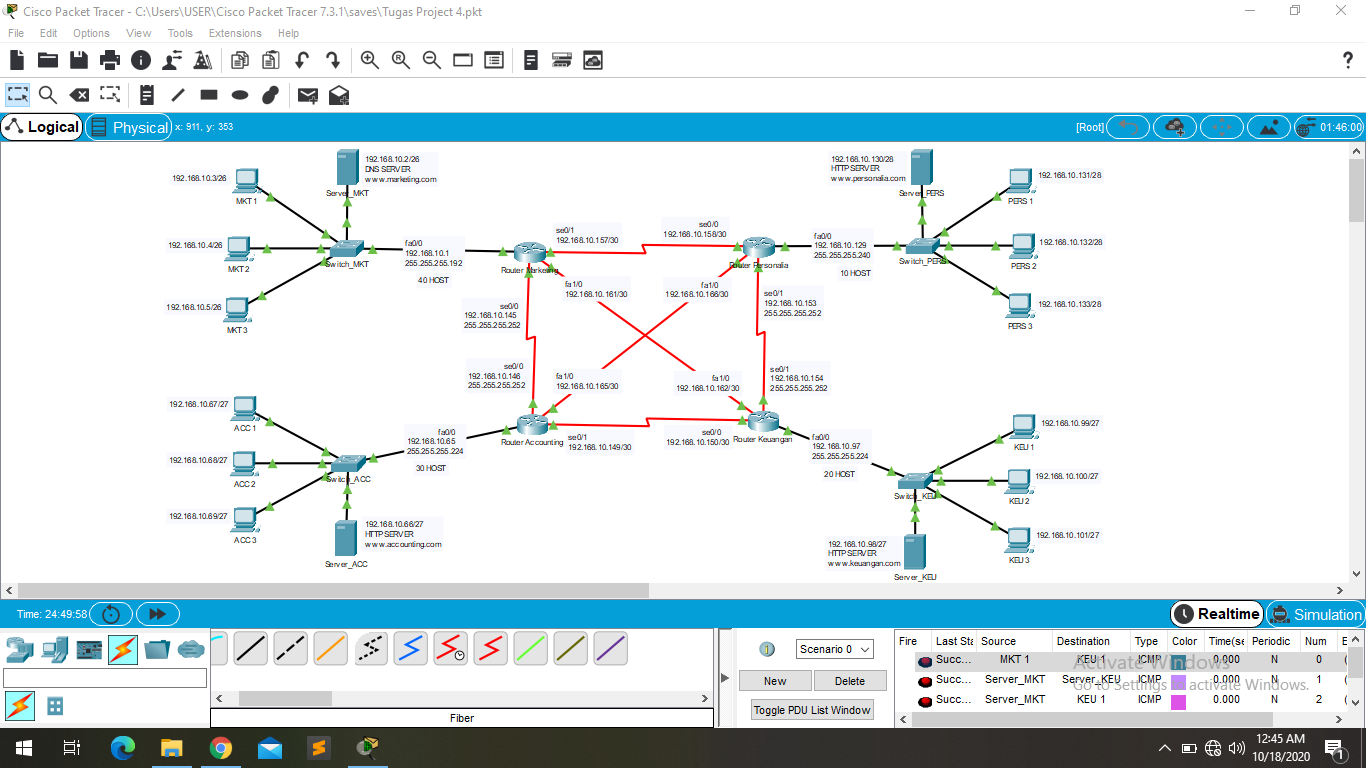 Cisco Packet Tracer - C:\Users\USER\Cisco Packet Tracer 7.3.1\saves\Tugas Project 4.pkt
File Edit Options View Tools Extensions Help
Logical Physical x: 911, y: 353 [Root] 01:46:00
192.168.10.2/26
DNS SERVER
www.marketing.com
Server_MKT
192.168.10.3/26
MKT 1
192.168.10.4/26
MKT 2
192.168.10.5/26
MKT 3
Switch_MKT
fa0/0
192.168.10.1
255.255.255.192
40 HOST
Router Marketing
se0/1
192.168.10.157/30
se0/0
192.168.10.158/30
Router Personalia
fa0/0
192.168.10.129
255.255.255.240
10 HOST
192.168.10.130/28
HTTP SERVER
www.personalia.com
Server_PERS
Switch_PERS
192.168.10.131/28
PERS 1
192.168.10.132/28
PERS 2
192.168.10.133/28
PERS 3
fa1/0
192.168.10.161/30
fa1/0
192.168.10.166/30
se0/1
192.168.10.153
255.255.255.252
se0/0
192.168.10.145
255.255.255.252
se0/0
192.168.10.146
255.255.255.252
fa1/0
192.168.10.165/30
fa1/0
192.168.10.162/30
se0/1
192.168.10.154
255.255.255.252
192.168.10.67/27
ACC 1
192.168.10.68/27
ACC 2
192.168.10.69/27
ACC 3
Switch_ACC
fa0/0
192.168.10.65
255.255.255.224
30 HOST
Router Accounting
se0/1
192.168.10.149/30
se0/0
192.168.10.150/30
Router Keuangan
fa0/0
192.168.10.97
255.255.255.224
20 HOST
192.168.10.66/27
HTTP SERVER
www.accounting.com
Server_ACC
Switch_KEU
192.168.10.98/27
HTTP SERVER
www.keuangan.com
Server_KEU
192.168.10.99/27
KEU 1
192.168.10.100/27
KEU 2
192.168.10.101/27
KEU 3
Time: 24:49:58 Realtime Simulation
Scenario 0
New Delete
Toggle PDU List Window
Fiber
Fire Last Sta Source Destination Type Color Time(se Periodic Num E
Succ... MKT 1 KEU 1 ICMP 0.000 N 0 (
Succ... Server_MKT Server_KEU ICMP 0.000 N 1 (
Succ... Server_MKT KEU 1 ICMP 0.000 N 2 (
Activate Windows
Go to Settings to activate Windows.
12:45 AM
10/18/2020
1